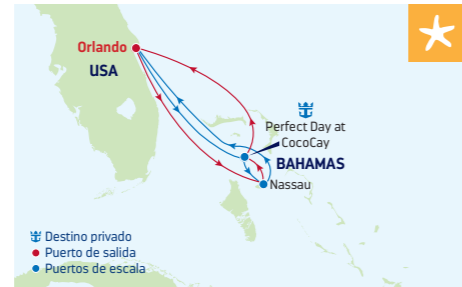 Orlando
USA
Perfect Day at
CocoCay
BAHAMAS
Nassau
Destino privado
Puerto de salida
Puertos de escala